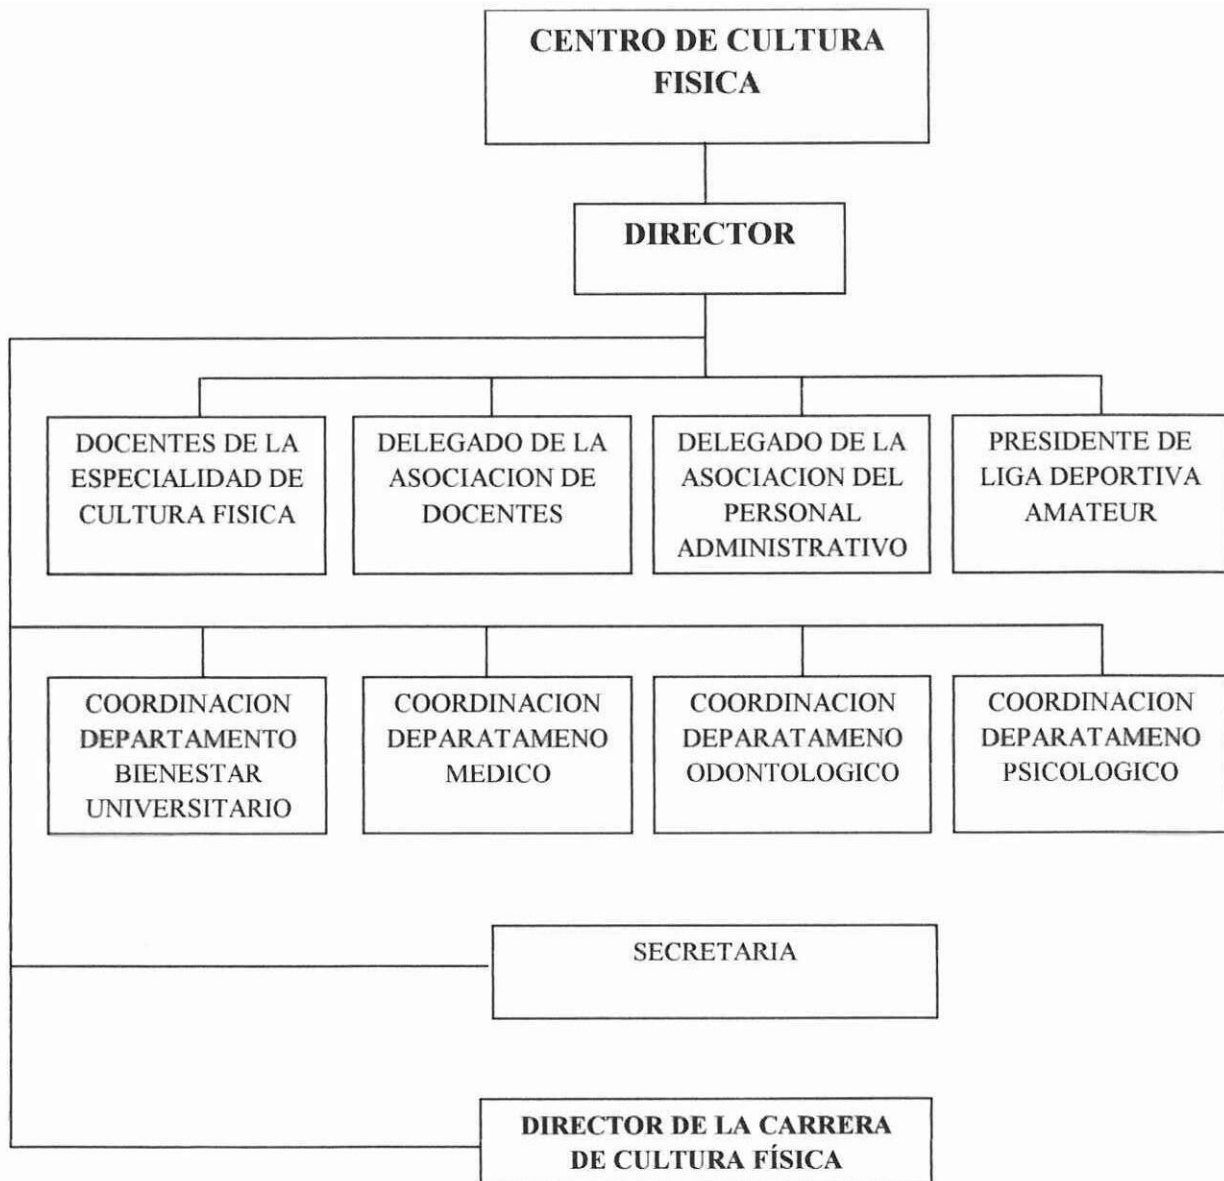 CENTRO DE CULTURA
FISICA
DIRECTOR
DOCENTES DE LA
ESPECIALIDAD DE
CULTURA FISICA
DELEGADO DE LA
ASOCIACION DE
DOCENTES
DELEGADO DE LA
ASOCIACION DEL
PERSONAL
ADMINISTRATIVO
PRESIDENTE DE
LIGA DEPORTIVA
AMATEUR
COORDINACION
DEPARTAMENTO
BIENESTAR
UNIVERSITARIO
COORDINACION
DEPARATAMENO
MEDICO
COORDINACION
DEPARATAMENO
ODONTOLOGICO
COORDINACION
DEPARATAMENO
PSICOLOGICO
SECRETARIA
DIRECTOR DE LA CARRERA
DE CULTURA FÍSICA